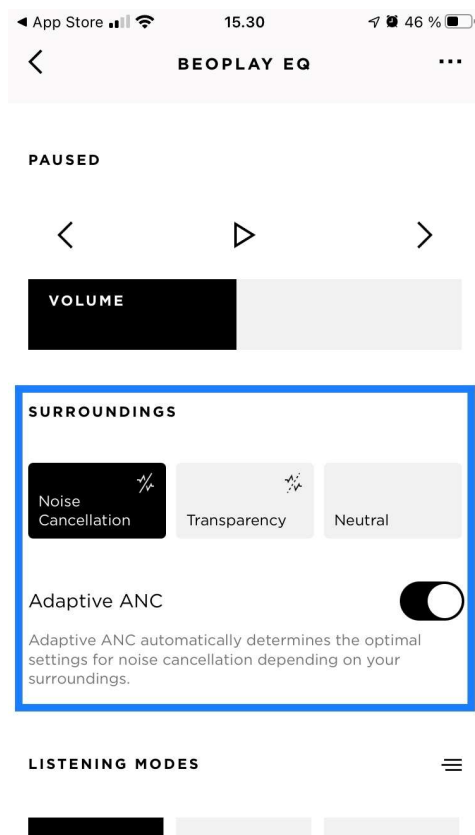 App Store 15.30 46 %
BEOPLAY EQ
PAUSED
VOLUME
SURROUNDINGS
Noise
Cancellation Transparency Neutral
Adaptive ANC
Adaptive ANC automatically determines the optimal
settings for noise cancellation depending on your
surroundings.
LISTENING MODES